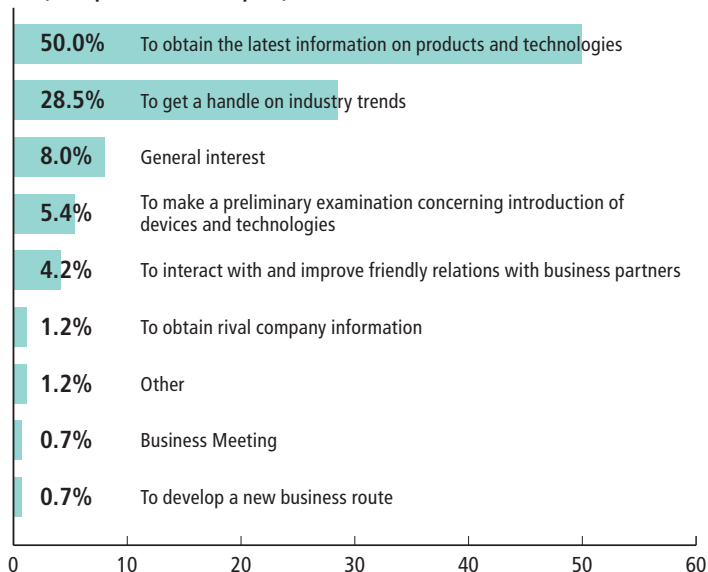 50.0% To obtain the latest information on products and technologies
28.5% To get a handle on industry trends
8.0% General interest
5.4% To make a preliminary examination concerning introduction of
devices and technologies
4.2% To interact with and improve friendly relations with business partners
1.2% To obtain rival company information
1.2% Other
0.7% Business Meeting
0.7% To develop a new business route
0 10 20 30 40 50 60